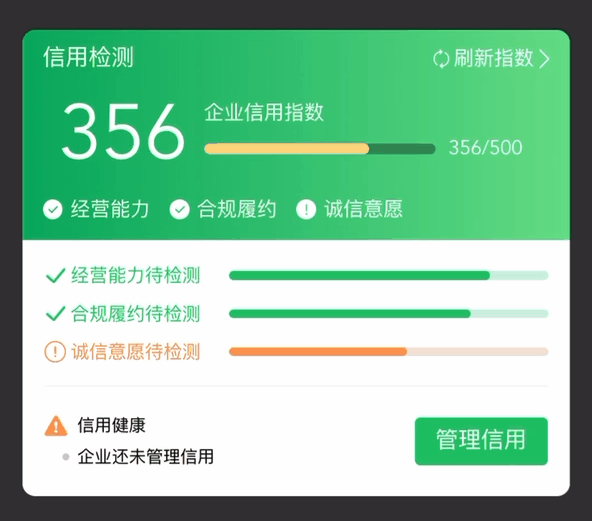 信用检测
刷新指数
356
企业信用指数
356/500
经营能力 合规履约 诚信意愿
经营能力待检测
合规履约待检测
诚信意愿待检测
信用健康
企业还未管理信用
管理信用